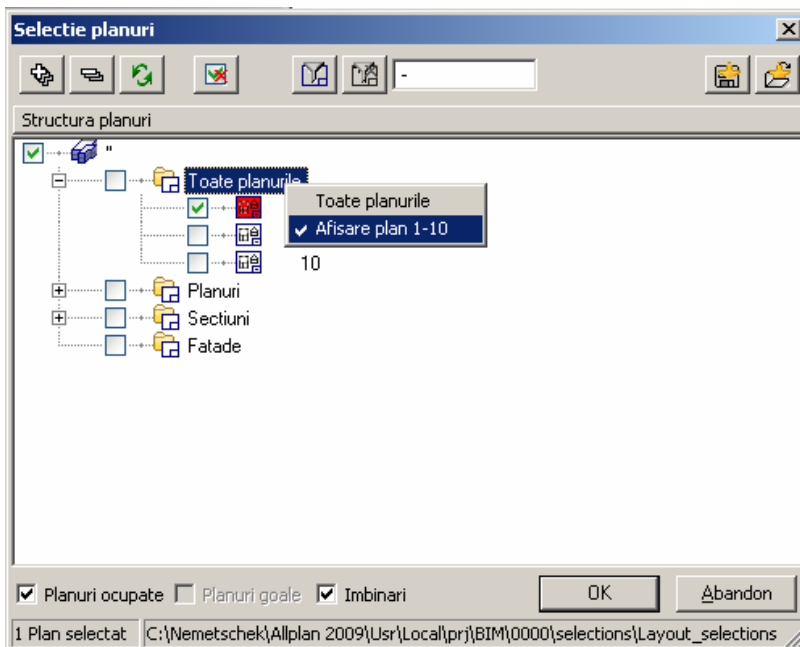 Selectie planuri
-
Structura planuri
"
Toate planurile
Toate planurile
Afisare plan 1-10
10
Planuri
Sectiuni
Fatade
Planuri ocupate Planuri goale Imbinari OK Abandon
1 Plan selectat C:\Nemetschek\Allplan 2009\Usr\Local\prj\BIM\0000\selections\Layout_selections